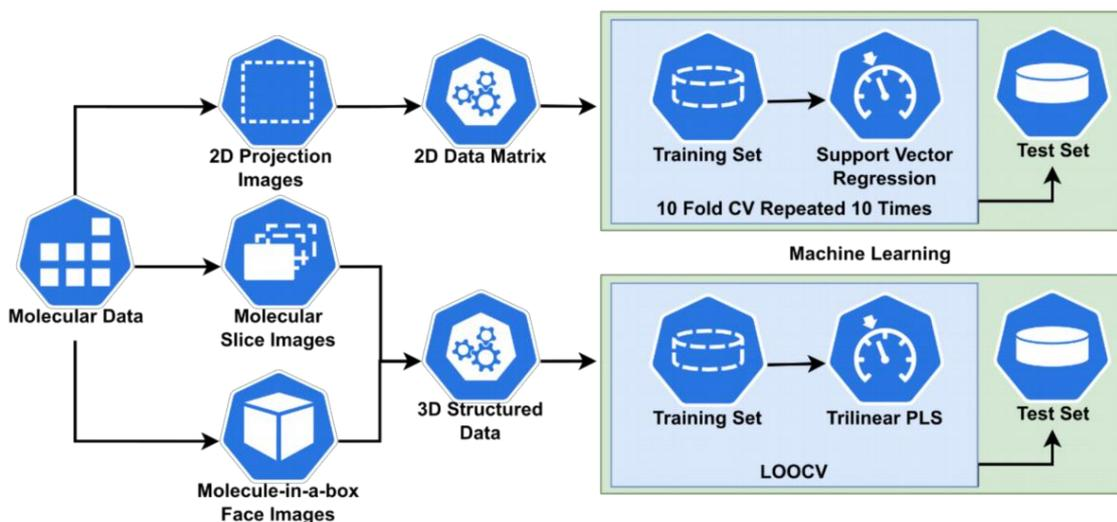 2D Projection
Images
2D Data Matrix
Training Set
Support Vector
Regression
Test Set
10 Fold CV Repeated 10 Times
Machine Learning
Molecular Data
Molecular
Slice Images
3D Structured
Data
Training Set
Trilinear PLS
Test Set
LOOCV
Molecule-in-a-box
Face Images